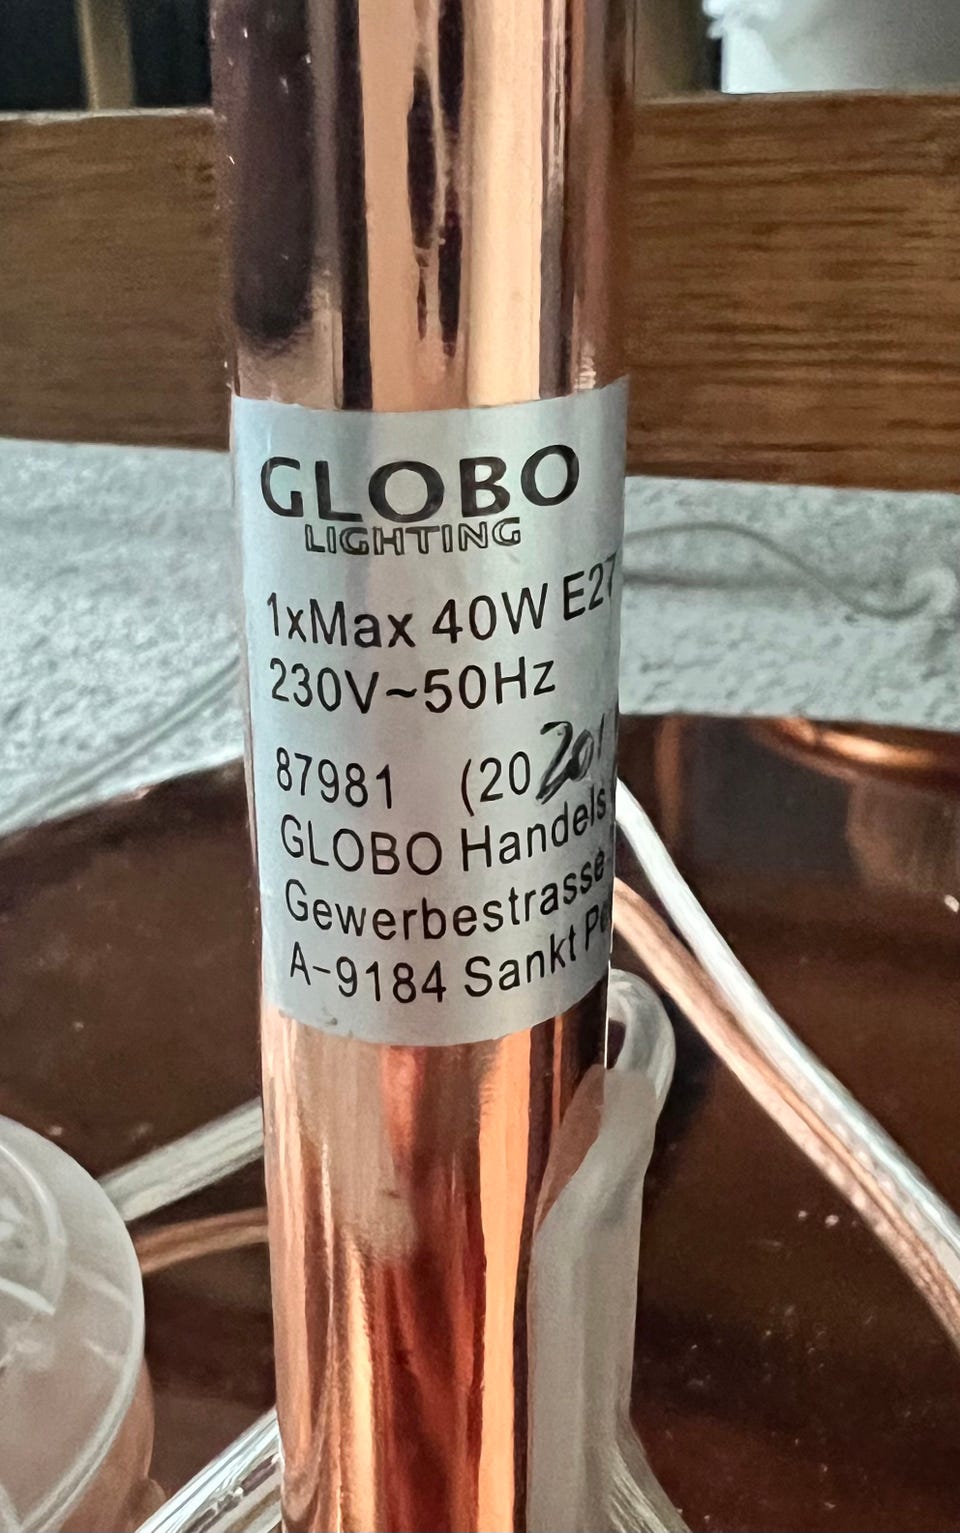 GLOBO
LIGHTING
1xMax 40W E27
230V~50Hz
87981 (20
GLOBO Handels
Gewerbestrasse
A-9184 Sankt